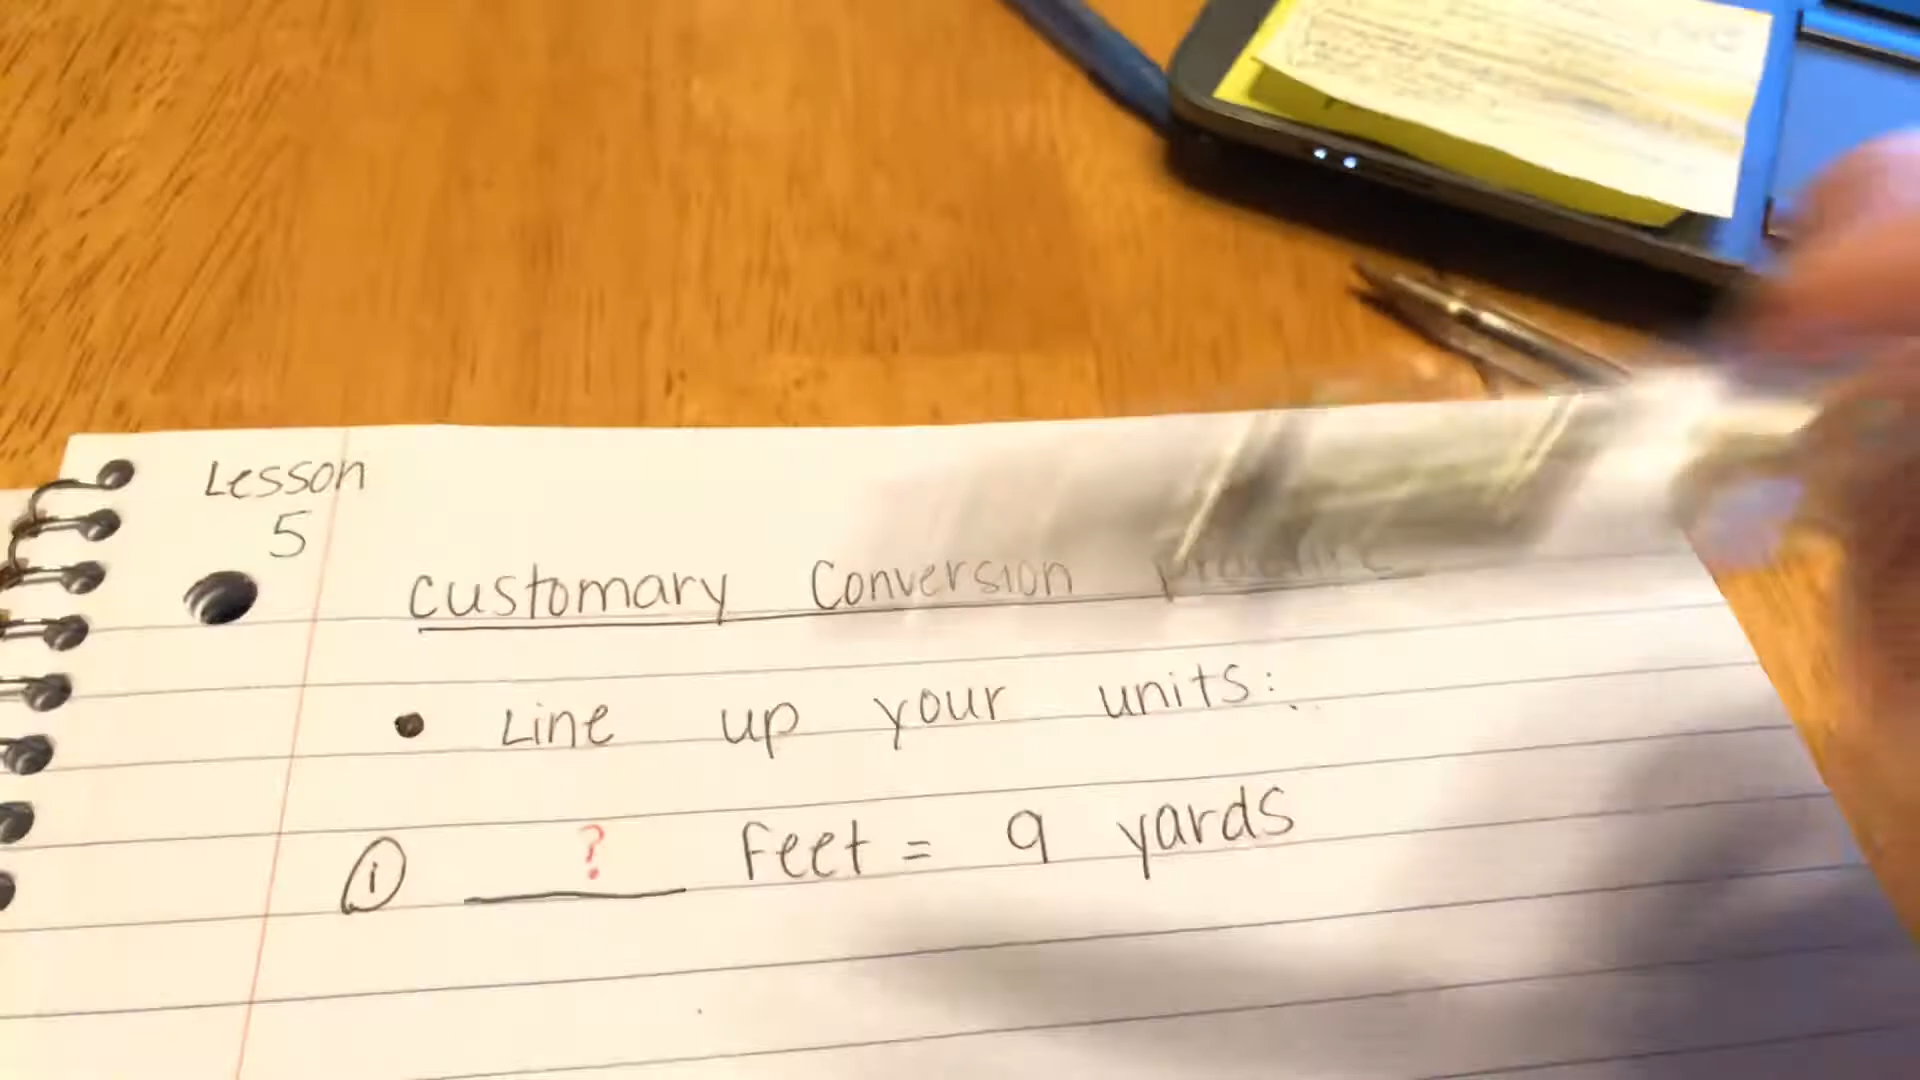 Lesson
5
Customary Conversion
• Line up your units:
① ? Feet = 9 yards